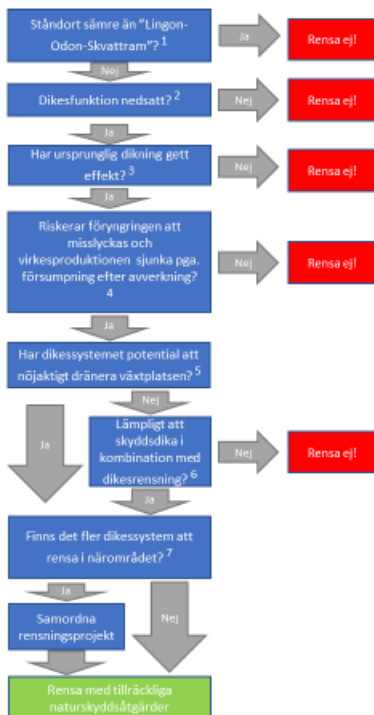 Ståndort sämre än ”Lingon-
Odon-Skvattram”? 1
Ja
Rensa ej!
Nej
Dikesfunktion nedsatt? 2
Nej
Rensa ej!
Ja
Har ursprunglig dikning gett
effekt? 3
Nej
Rensa ej!
Ja
Riskerar föryngringen att
misslyckas och
virkesproduktionen sjunka pga.
försumpning efter avverkning?
4
Nej
Rensa ej!
Ja
Har dikessystemet potential att
nöjaktigt dränera växtplatsen? 5
Nej
Ja
Lämpligt att
skyddsdika i
kombination med
dikesrensning? 6
Nej
Rensa ej!
Ja
Finns det fler dikessystem att
rensa i närområdet? 7
Ja
Nej
Samordna
rensningsprojekt
Rensa med tillräckliga
naturskyddsåtgärder